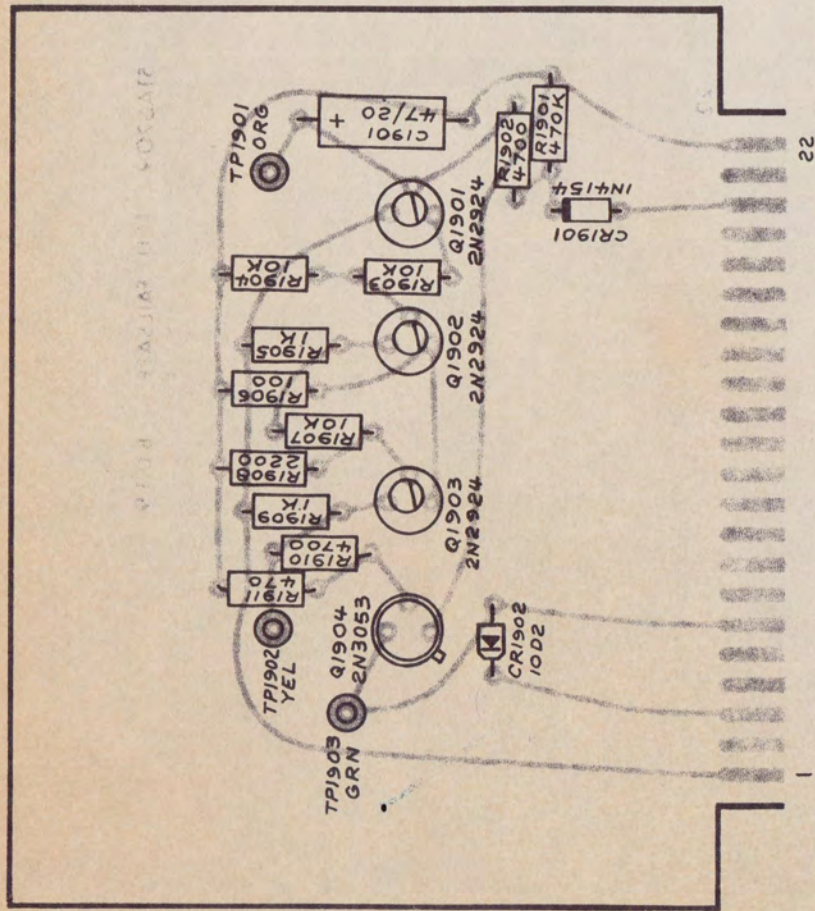 TP1901
ORG
+
C1901
47/20
R1902
4700
R1901
470K
1N4154
CR1901
22
Q1901
2N2924
R1904
10K
R1903
10K
R1905
1K
Q1902
2N2924
R1906
100
R1907
10K
R1908
2200
R1909
1K
Q1903
2N2924
R1910
4700
R1911
470
TP1902
YEL
Q1904
2N3053
CR1902
10D2
TP1903
GRN
1